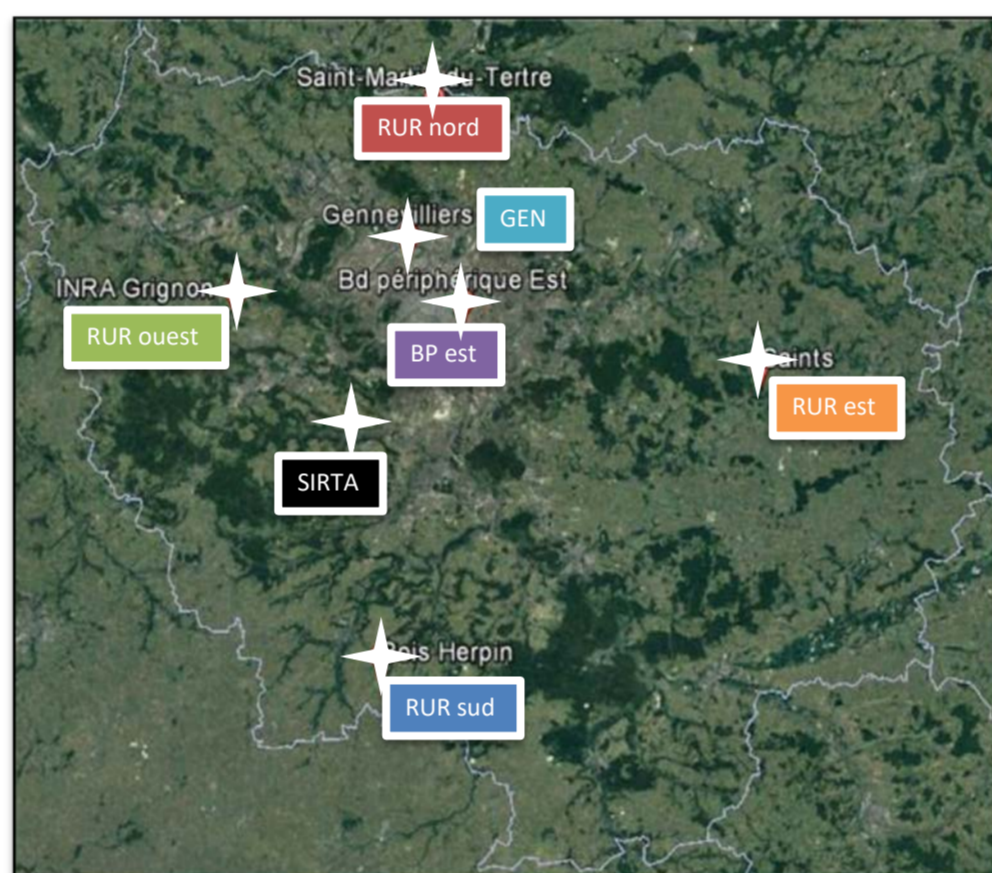 Saint-Martin-du-Tertre
RUR nord
Gennevilliers
GEN
Bd périphérique Est
INRA Grignon
RUR ouest
BP est
Saints
RUR est
SIRTA
Bois Herpin
RUR sud